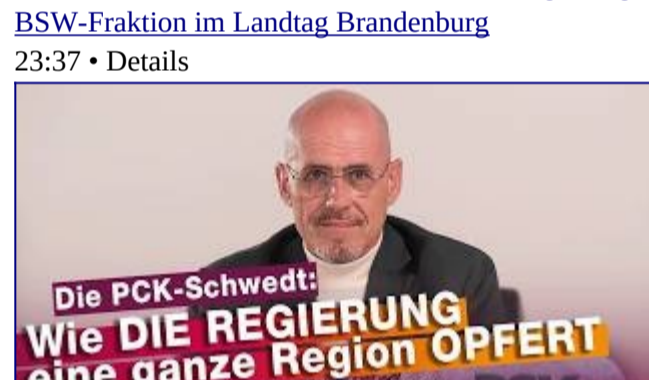 BSW-Fraktion im Landtag Brandenburg
23:37 • Details
Die PCK-Schwedt:
Wie DIE REGIERUNG
eine ganze Region OPFERT